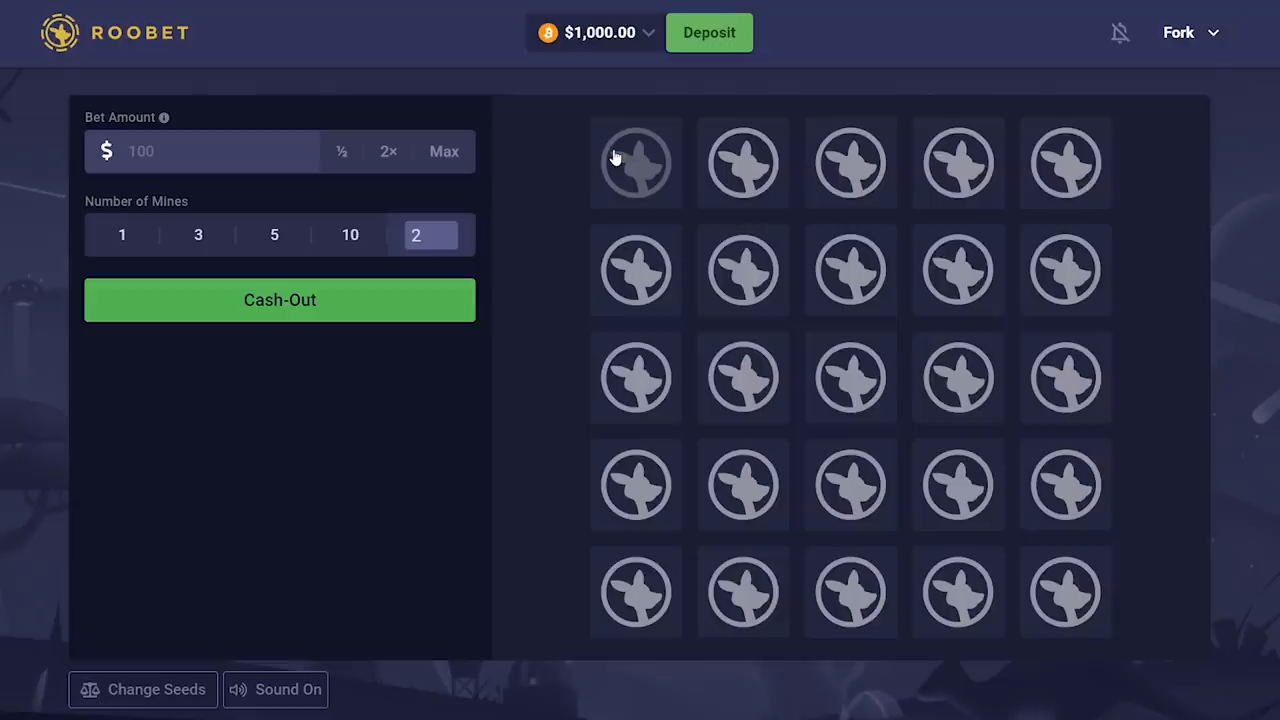 ROOBET
$1,000.00
Deposit
Fork
Bet Amount
$ 100 ½ 2× Max
Number of Mines
1 3 5 10 2
Cash-Out
Change Seeds
Sound On